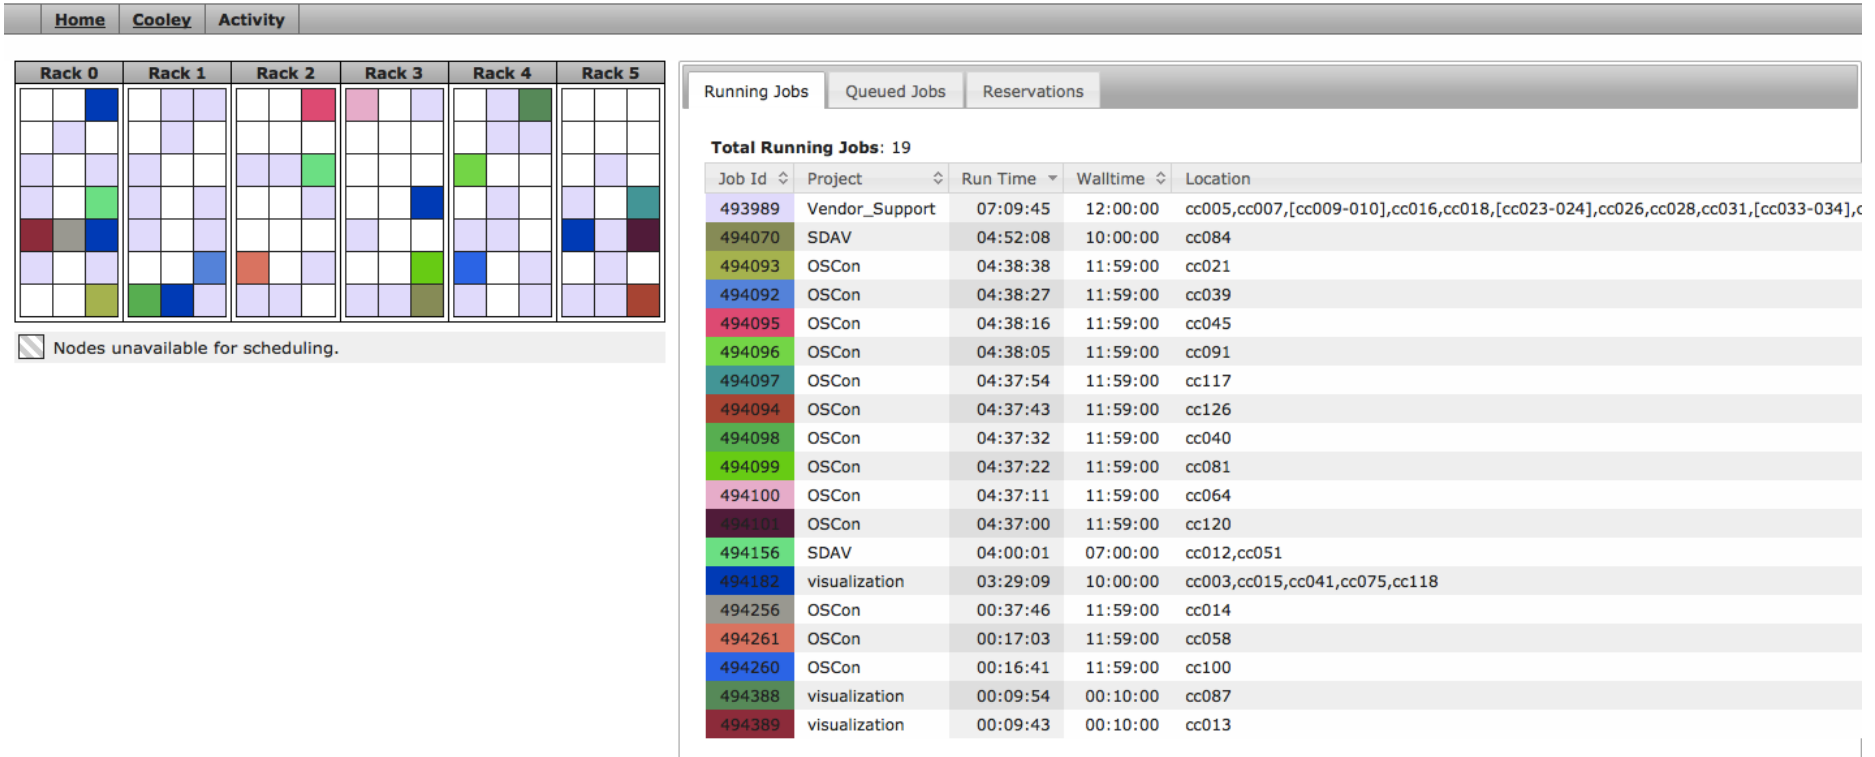 Home Cooley Activity
Rack 0 Rack 1 Rack 2 Rack 3 Rack 4 Rack 5
Nodes unavailable for scheduling.
Running Jobs Queued Jobs Reservations
Total Running Jobs: 19
Job Id Project Run Time Walltime Location
493989 Vendor_Support 07:09:45 12:00:00 cc005,cc007,[cc009-010],cc016,cc018,[cc023-024],cc026,cc028,cc031,[cc033-034],c
494070 SDAV 04:52:08 10:00:00 cc084
494093 OSCon 04:38:38 11:59:00 cc021
494092 OSCon 04:38:27 11:59:00 cc039
494095 OSCon 04:38:16 11:59:00 cc045
494096 OSCon 04:38:05 11:59:00 cc091
494097 OSCon 04:37:54 11:59:00 cc117
494094 OSCon 04:37:43 11:59:00 cc126
494098 OSCon 04:37:32 11:59:00 cc040
494099 OSCon 04:37:22 11:59:00 cc081
494100 OSCon 04:37:11 11:59:00 cc064
494101 OSCon 04:37:00 11:59:00 cc120
494156 SDAV 04:00:01 07:00:00 cc012,cc051
494182 visualization 03:29:09 10:00:00 cc003,cc015,cc041,cc075,cc118
494256 OSCon 00:37:46 11:59:00 cc014
494261 OSCon 00:17:03 11:59:00 cc058
494260 OSCon 00:16:41 11:59:00 cc100
494388 visualization 00:09:54 00:10:00 cc087
494389 visualization 00:09:43 00:10:00 cc013